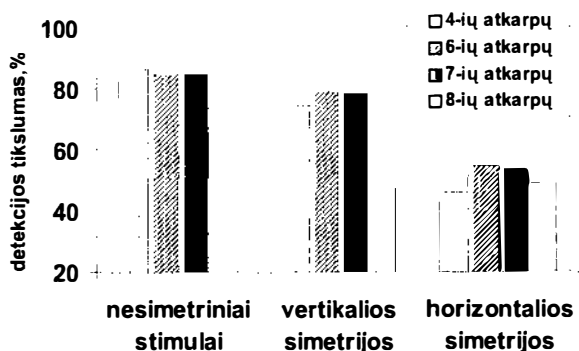 100
80
60
40
20
detekcijos tikslumas,%
4-ių atkarpų
6-ių atkarpų
7-ių atkarpų
8-ių atkarpų
nesimetriniai
stimulai
vertikalios
simetrijos
horizontalios
simetrijos